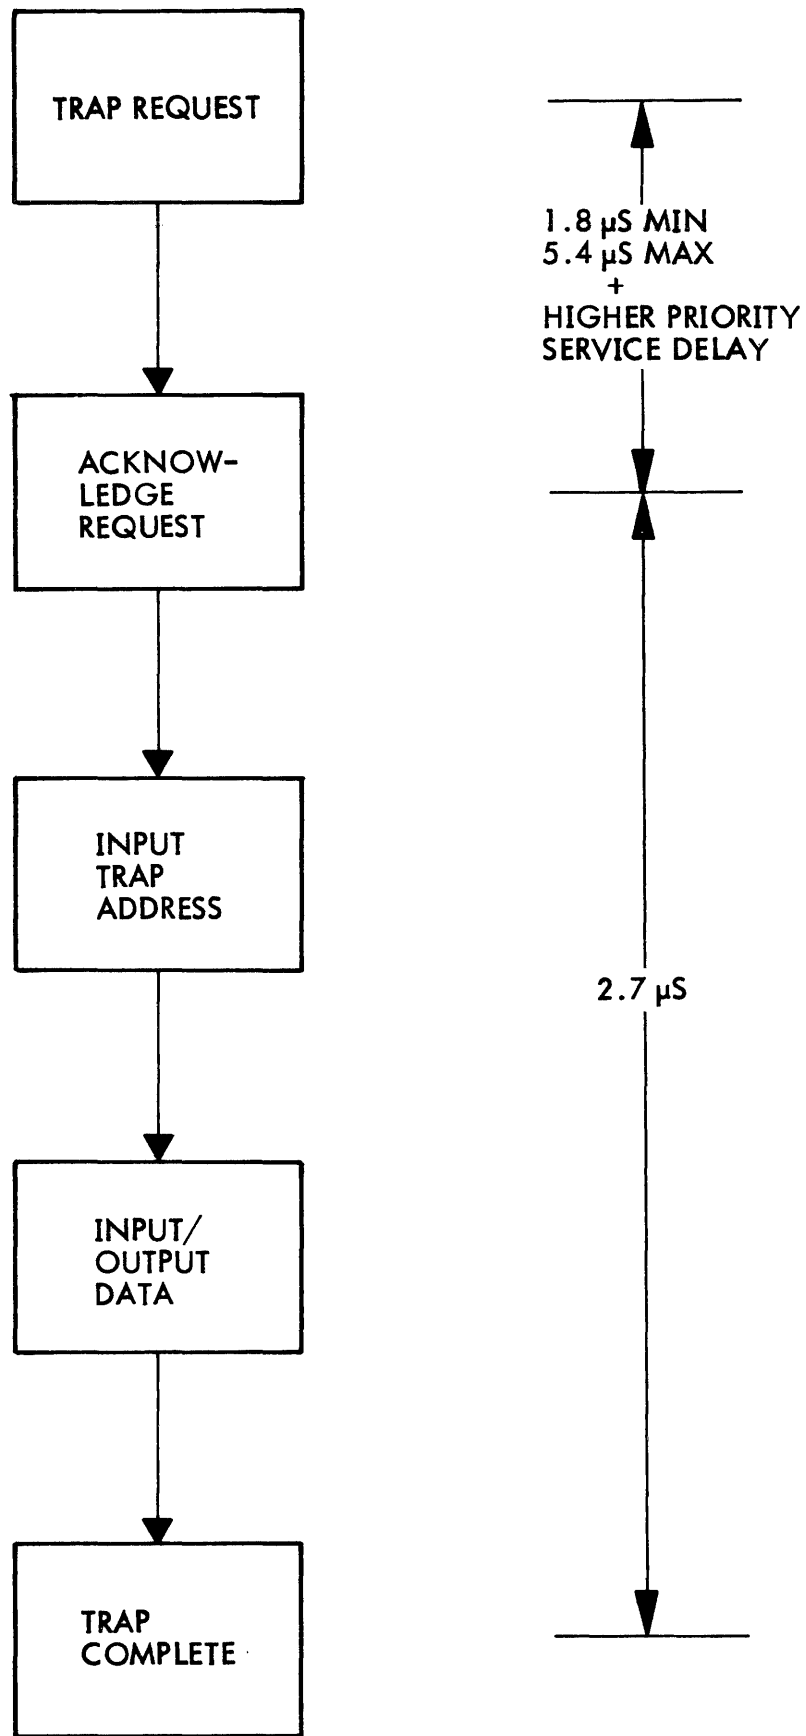 TRAP REQUEST
1.8 µS MIN
5.4 µS MAX
+
HIGHER PRIORITY
SERVICE DELAY
ACKNOW-
LEDGE
REQUEST
INPUT
TRAP
ADDRESS
2.7 µS
INPUT/
OUTPUT
DATA
TRAP
COMPLETE